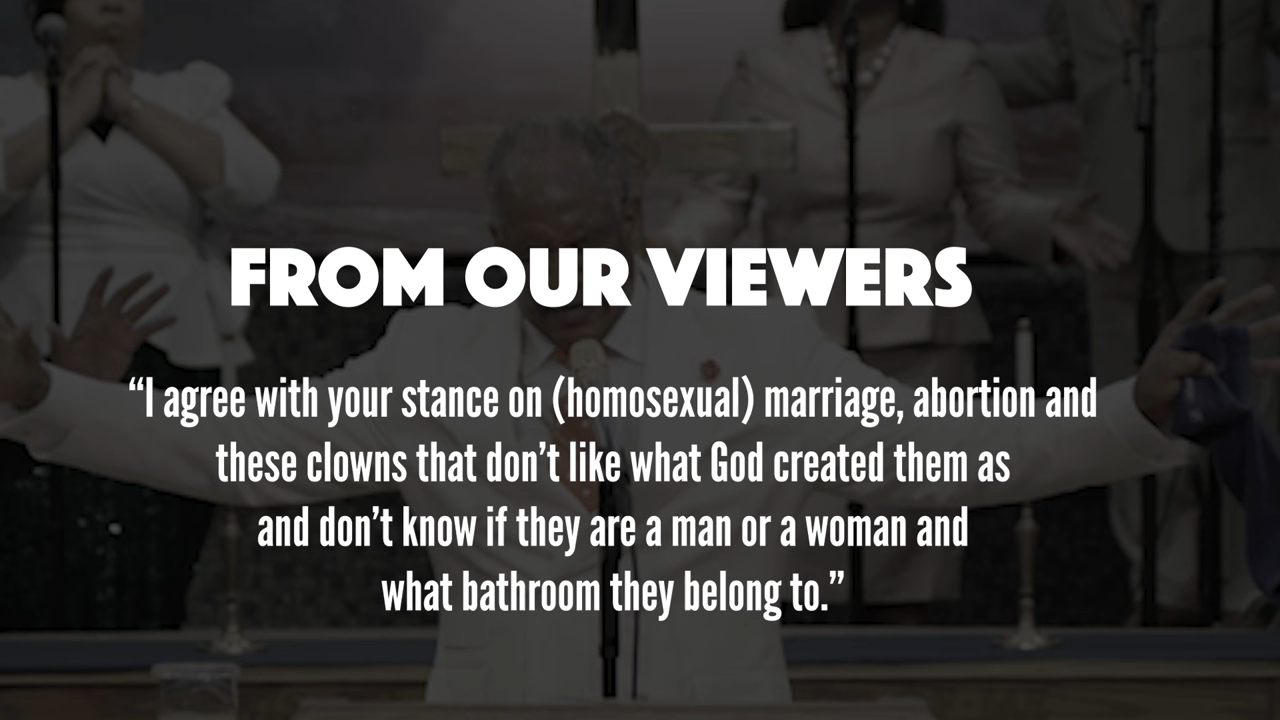 FROM OUR VIEWERS
“I agree with your stance on (homosexual) marriage, abortion and
these clowns that don’t like what God created them as
and don’t know if they are a man or a woman and
what bathroom they belong to.”